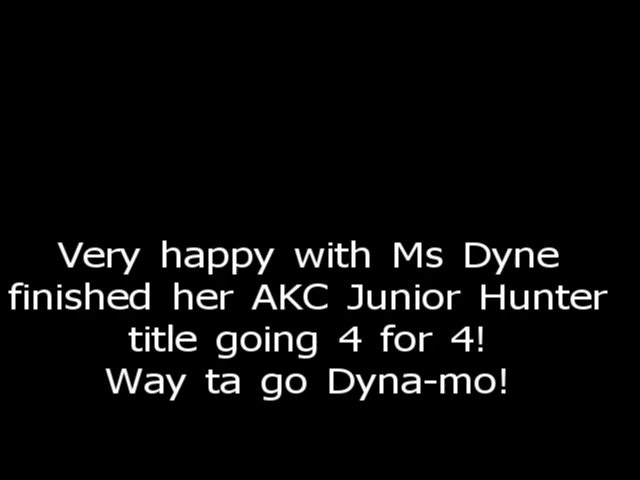 Very happy with Ms Dyne
finished her AKC Junior Hunter
title going 4 for 4!
Way ta go Dyna-mo!